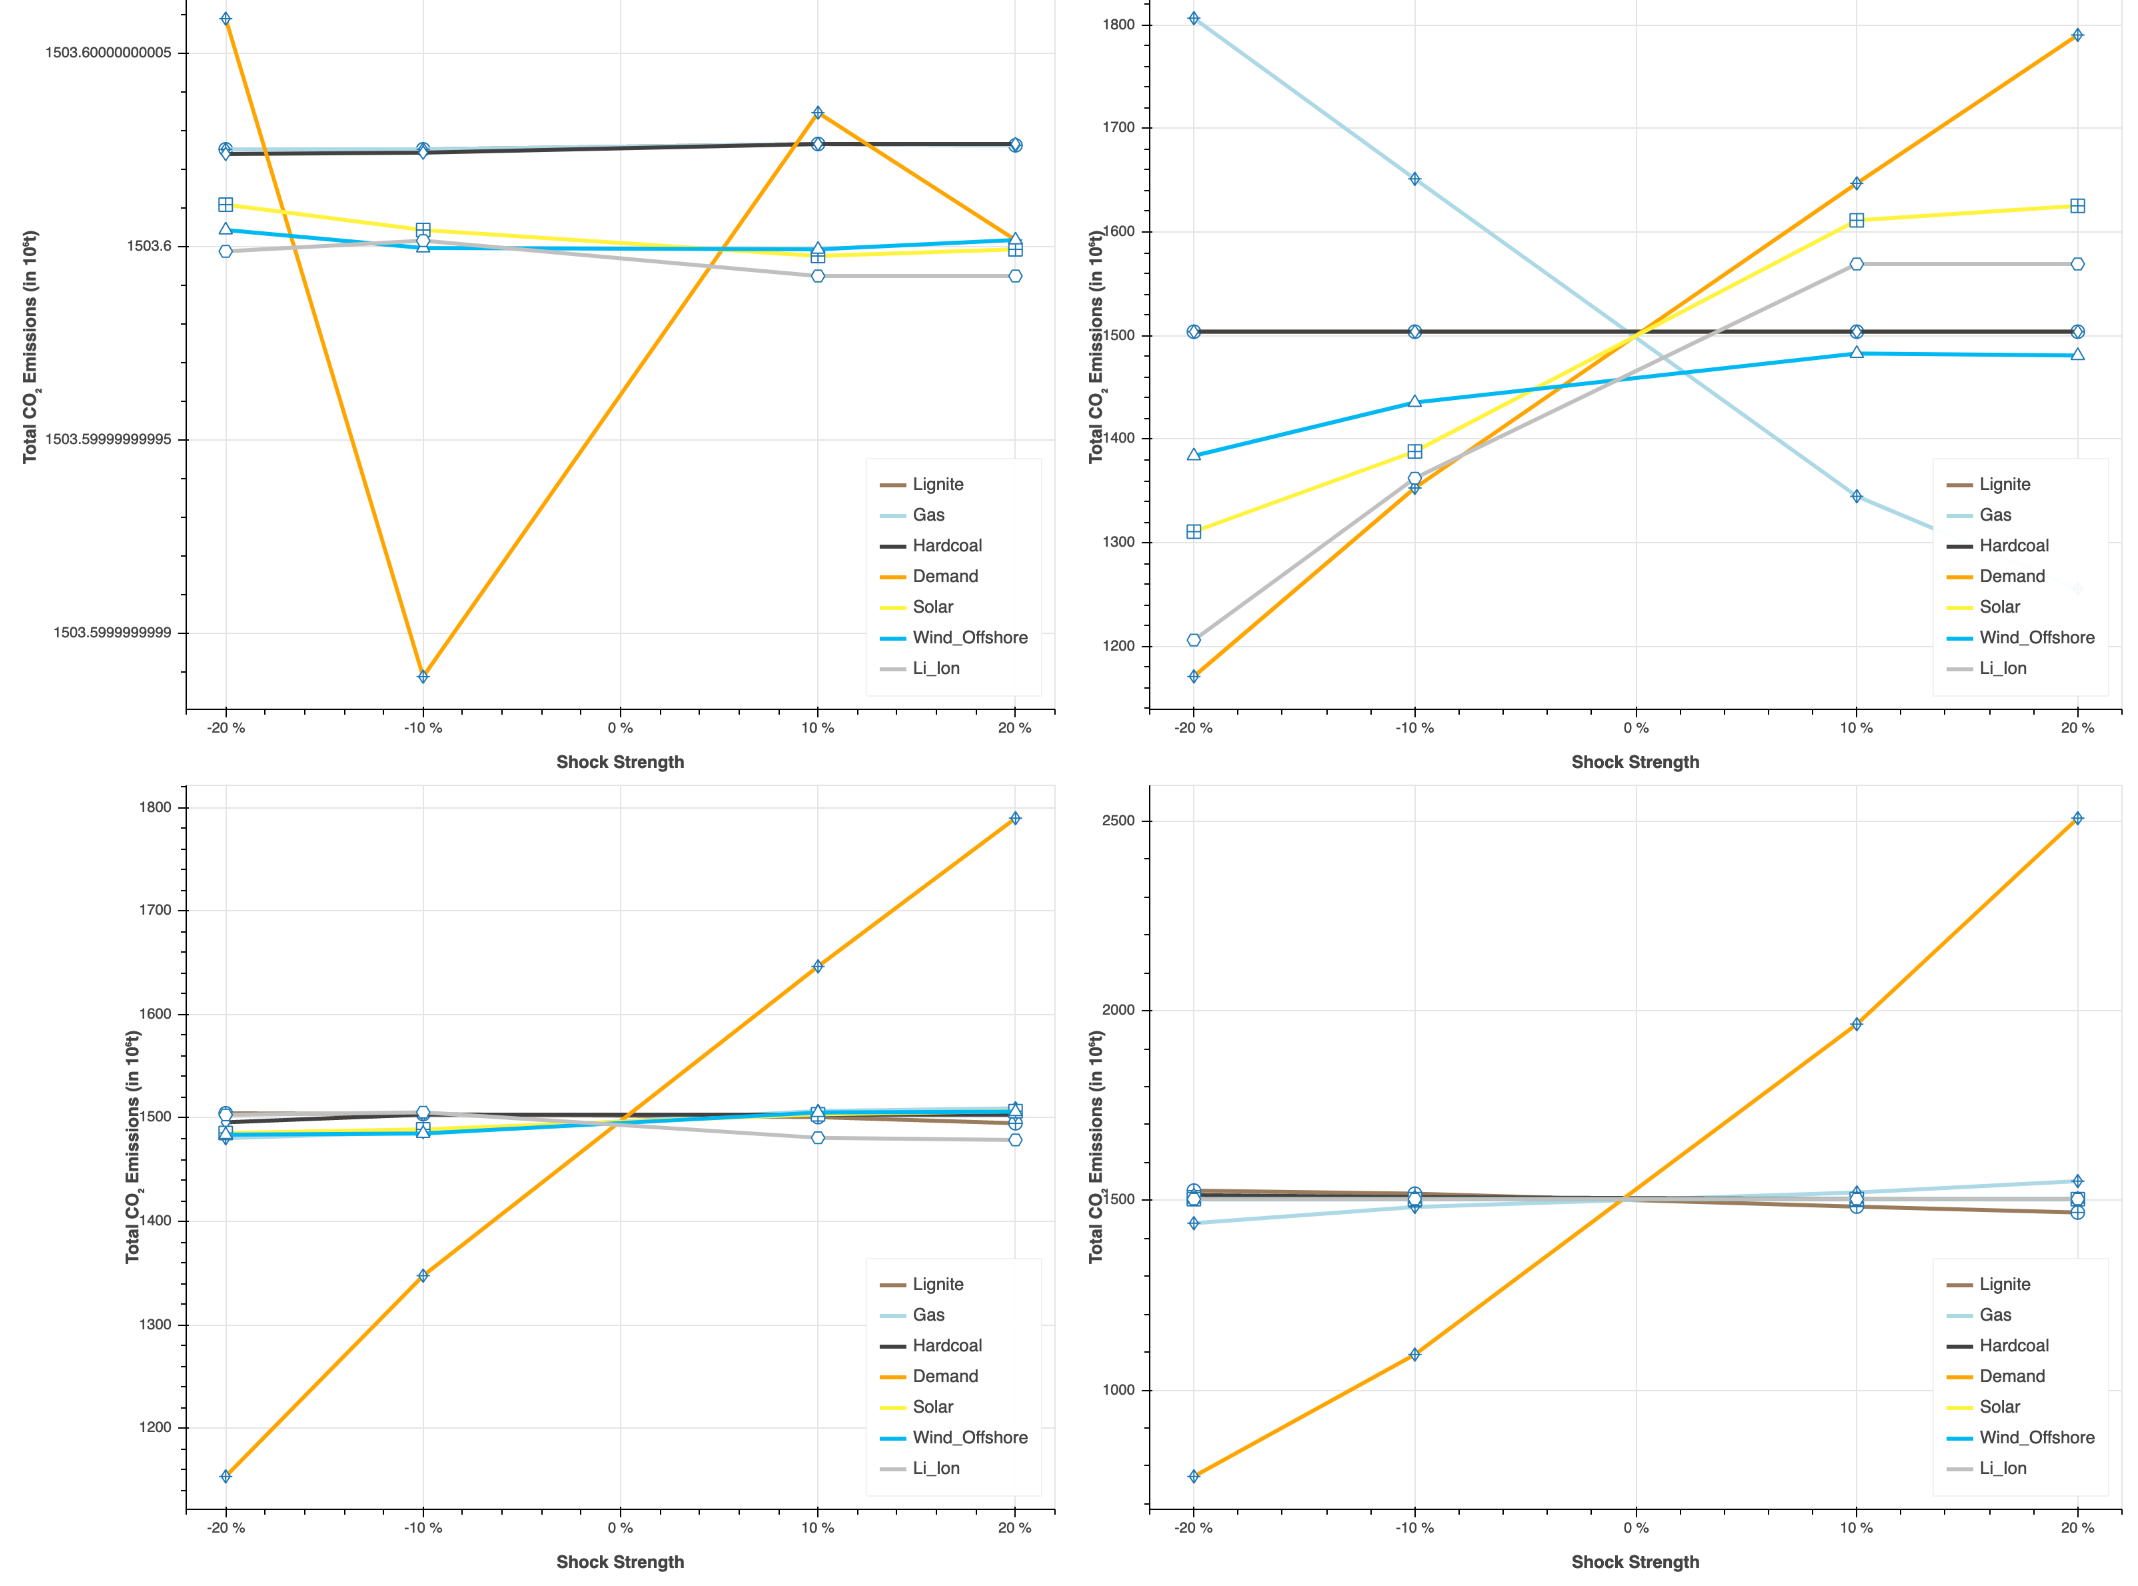 1503.60000000005
1503.6
1503.59999999995
1503.5999999999
Total CO₂ Emissions (in 10⁶t)
Lignite
Gas
Hardcoal
Demand
Solar
Wind_Offshore
Li_Ion
-20 %
-10 %
0 %
10 %
20 %
Shock Strength
1800
1700
1600
1500
1400
1300
1200
Total CO₂ Emissions (in 10⁶t)
Lignite
Gas
Hardcoal
Demand
Solar
Wind_Offshore
Li_Ion
-20 %
-10 %
0 %
10 %
20 %
Shock Strength
1800
1700
1600
1500
1400
1300
1200
Total CO₂ Emissions (in 10⁶t)
Lignite
Gas
Hardcoal
Demand
Solar
Wind_Offshore
Li_Ion
-20 %
-10 %
0 %
10 %
20 %
Shock Strength
2500
2000
1500
1000
Total CO₂ Emissions (in 10⁶t)
Lignite
Gas
Hardcoal
Demand
Solar
Wind_Offshore
Li_Ion
-20 %
-10 %
0 %
10 %
20 %
Shock Strength